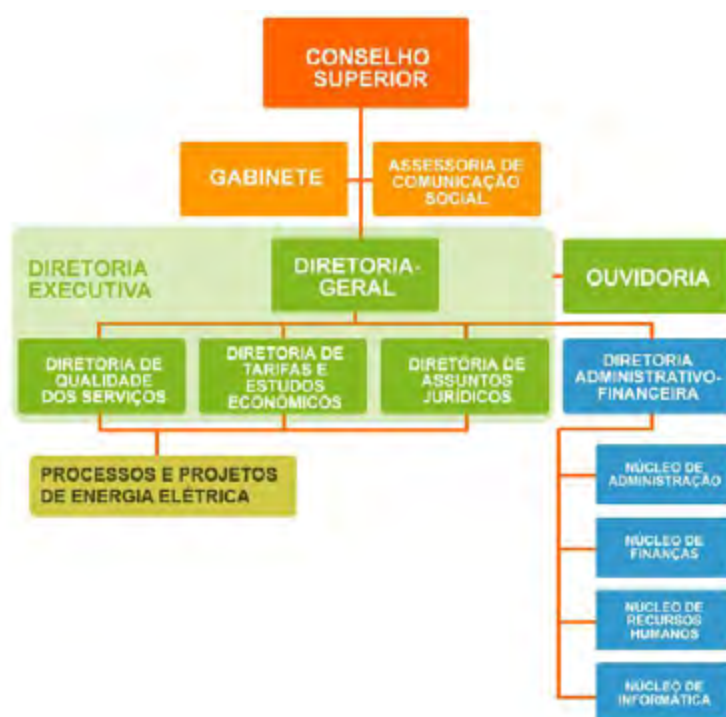 CONSELHO
SUPERIOR
GABINETE
ASSESSORIA DE
COMUNICAÇÃO
SOCIAL
DIRETORIA
EXECUTIVA
DIRETORIA-
GERAL
OUVIDORIA
DIRETORIA DE
QUALIDADE
DOS SERVIÇOS
DIRETORIA DE
TARIFAS E
ESTUDOS
ECONÔMICOS
DIRETORIA DE
ASSUNTOS
JURÍDICOS
DIRETORIA
ADMINISTRATIVO-
FINANCEIRA
PROCESSOS E PROJETOS
DE ENERGIA ELÉTRICA
NÚCLEO DE
ADMINISTRAÇÃO
NÚCLEO DE
FINANÇAS
NÚCLEO DE
RECURSOS
HUMANOS
NÚCLEO DE
INFORMÁTICA